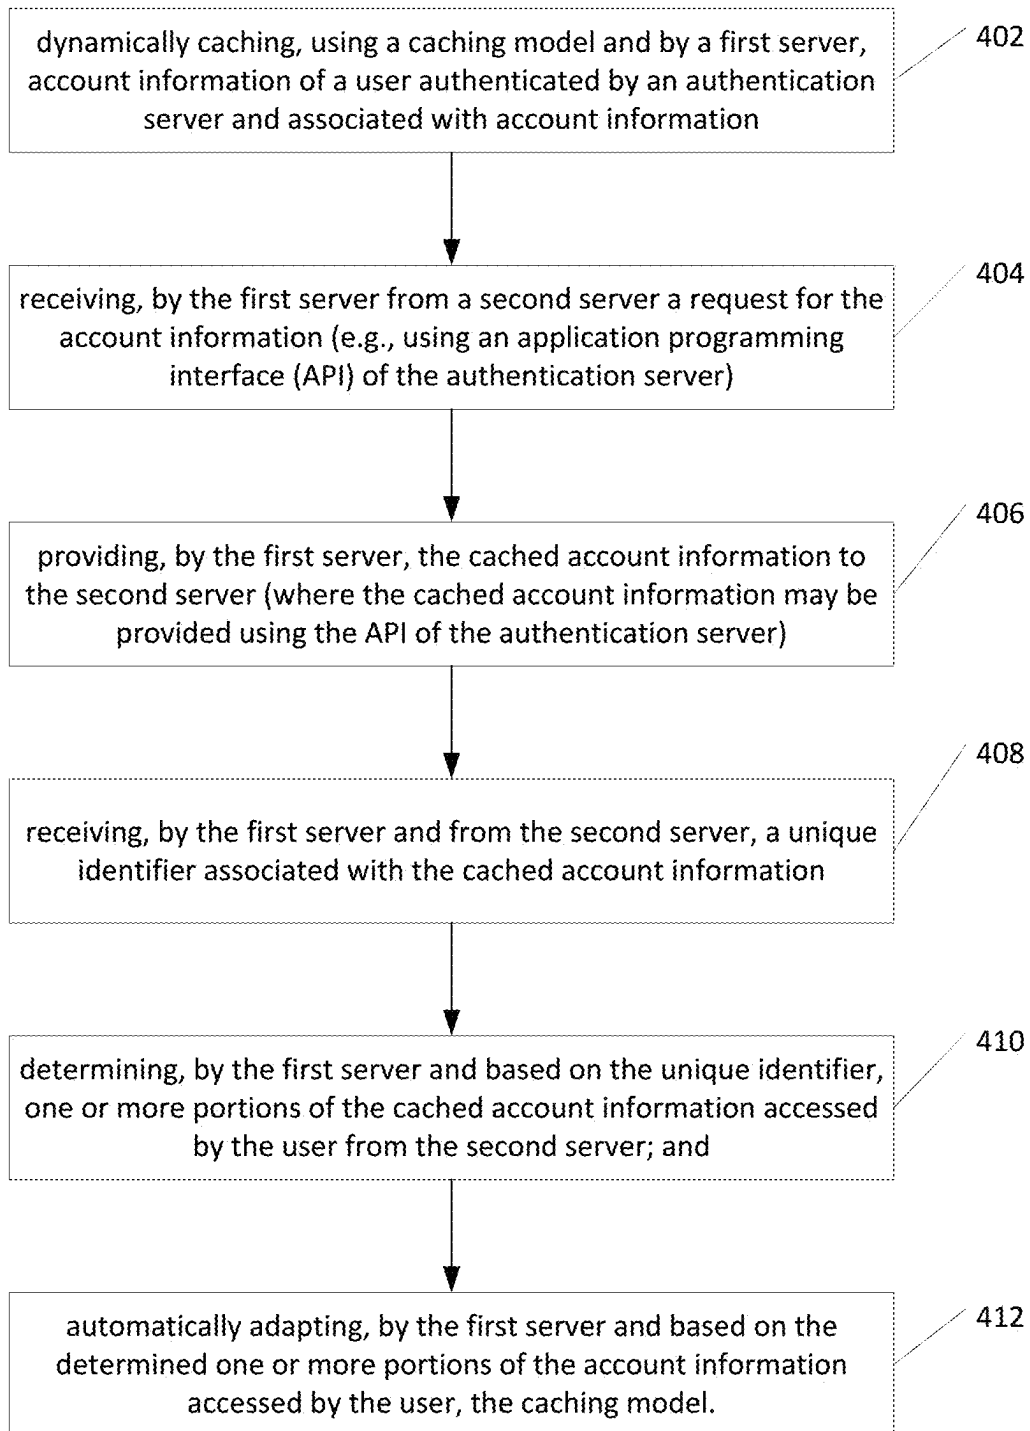 dynamically caching, using a caching model and by a first server,
account information of a user authenticated by an authentication
server and associated with account information
402
receiving, by the first server from a second server a request for the
account information (e.g., using an application programming
interface (API) of the authentication server)
404
providing, by the first server, the cached account information to
the second server (where the cached account information may be
provided using the API of the authentication server)
406
receiving, by the first server and from the second server, a unique
identifier associated with the cached account information
408
determining, by the first server and based on the unique identifier,
one or more portions of the cached account information accessed
by the user from the second server; and
410
automatically adapting, by the first server and based on the
determined one or more portions of the account information
accessed by the user, the caching model.
412